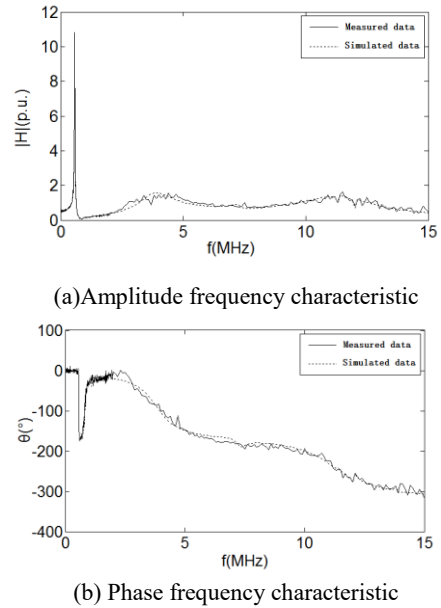 12
10
8
6
4
2
0
|H|(p.u.)
Measured data
Simulated data
0 5 10 15
f(MHz)
(a)Amplitude frequency characteristic
100
0
-100
-200
-300
-400
θ(°)
Measured data
Simulated data
0 5 10 15
f(MHz)
(b) Phase frequency characteristic